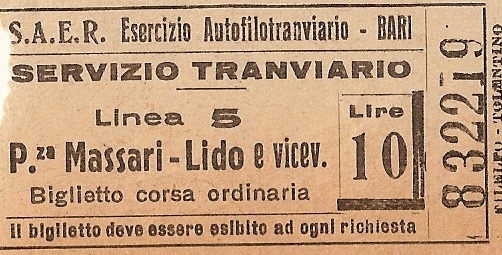 S.A.E.R. Esercizio Autofilotranviario - BARI
SERVIZIO TRANVIARIO
Linea 5
P.za Massari - Lido e vicev.
Biglietto corsa ordinaria
Lire
10
il biglietto deve essere esibito ad ogni richiesta
832219
TOLENTINO